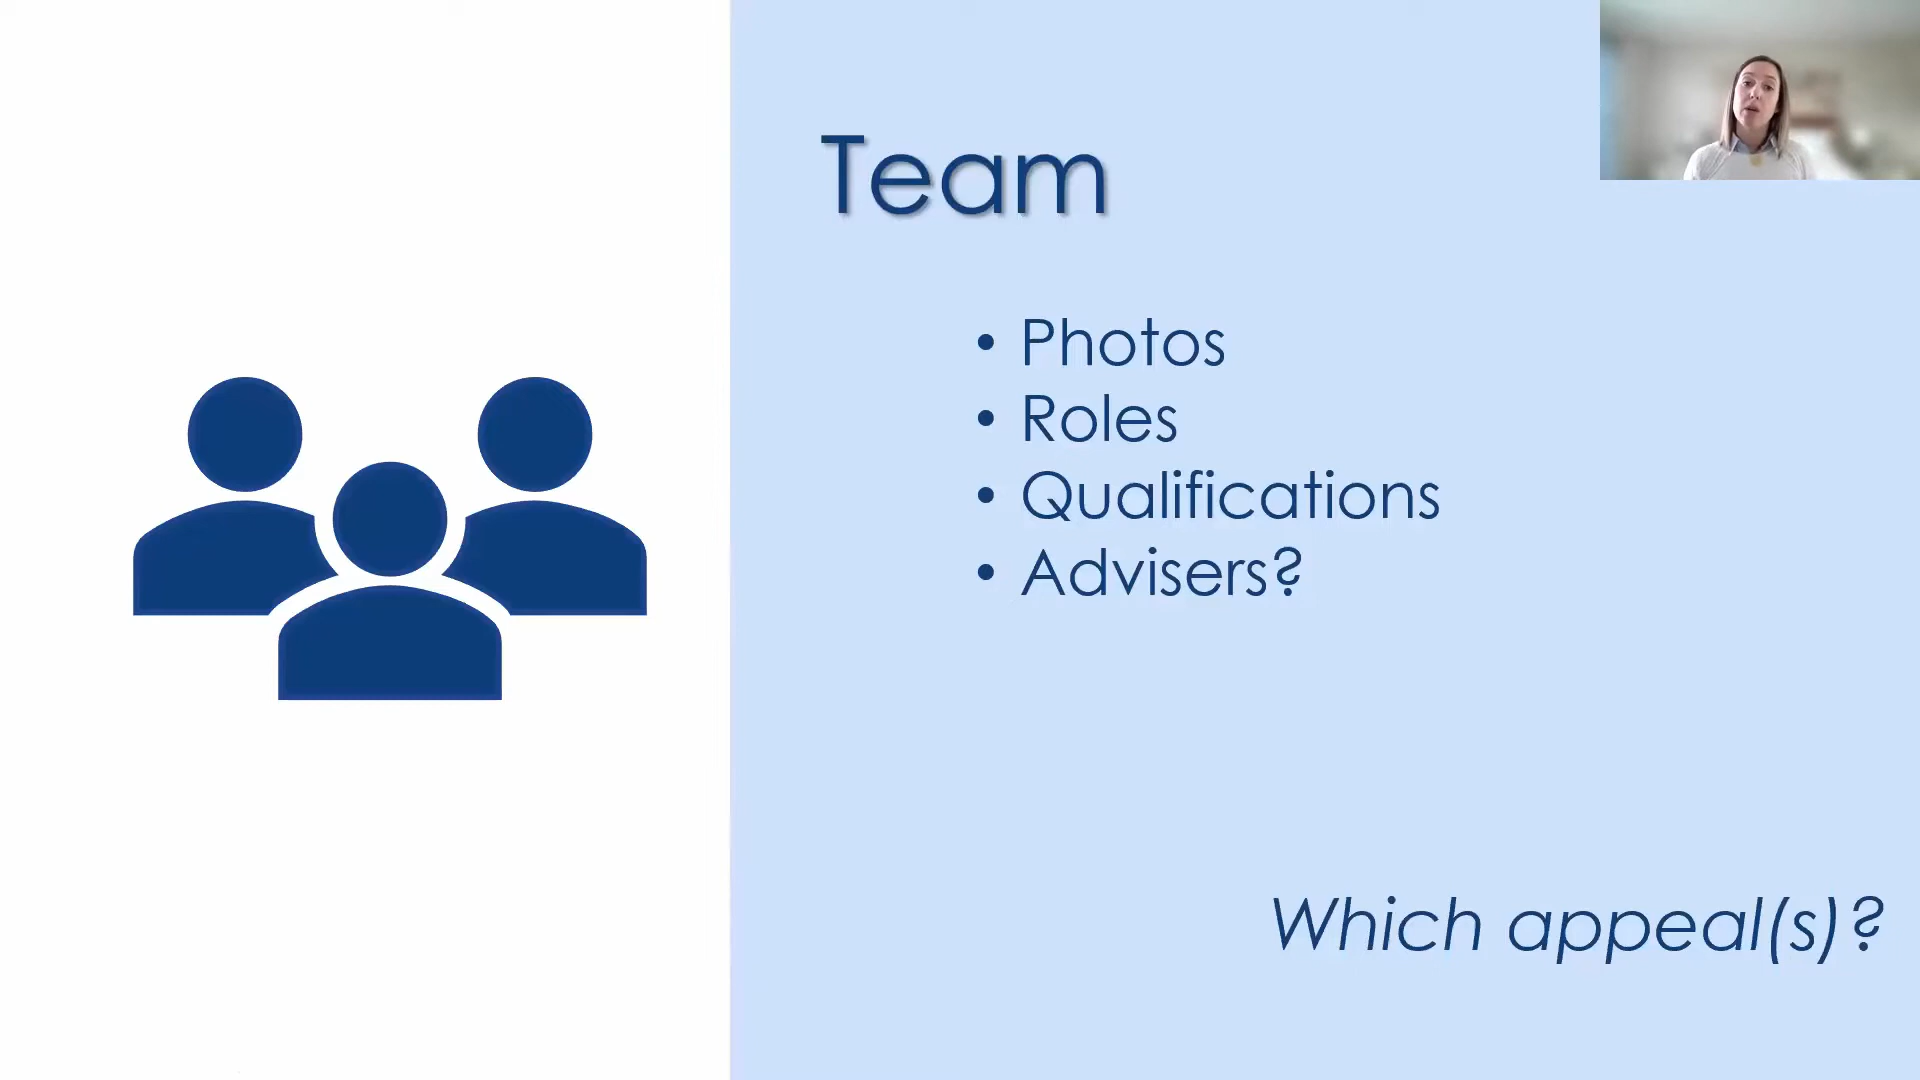 Team
• Photos
• Roles
• Qualifications
• Advisers?
Which appeal(s)?